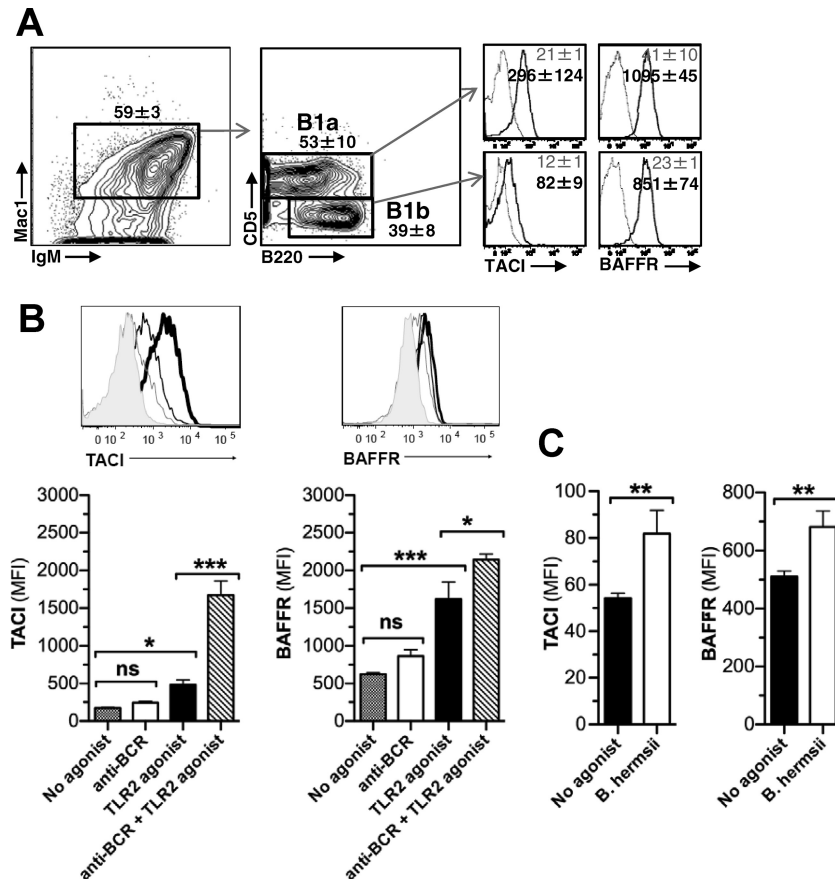 A
59±3
Mac1
IgM
B1a
53±10
B1b
39±8
CD5
B220
21±1
296±124
41±10
1095±45
12±1
82±9
23±1
851±74
TACI
BAFFR
B
0 10 2 10 3 10 4 10 5
TACI
0 10 2 10 3 10 4 10 5
BAFFR
TACI (MFI)
3000
2500
2000
1500
1000
500
0
ns
*
***
No agonist
anti-BCR
TLR2 agonist
anti-BCR + TLR2 agonist
BAFFR (MFI)
3000
2500
2000
1500
1000
500
0
ns
***
*
No agonist
anti-BCR
TLR2 agonist
anti-BCR + TLR2 agonist
C
TACI (MFI)
100
80
60
40
20
0
**
No agonist
B. hermsii
BAFFR (MFI)
800
600
400
200
0
**
No agonist
B. hermsii